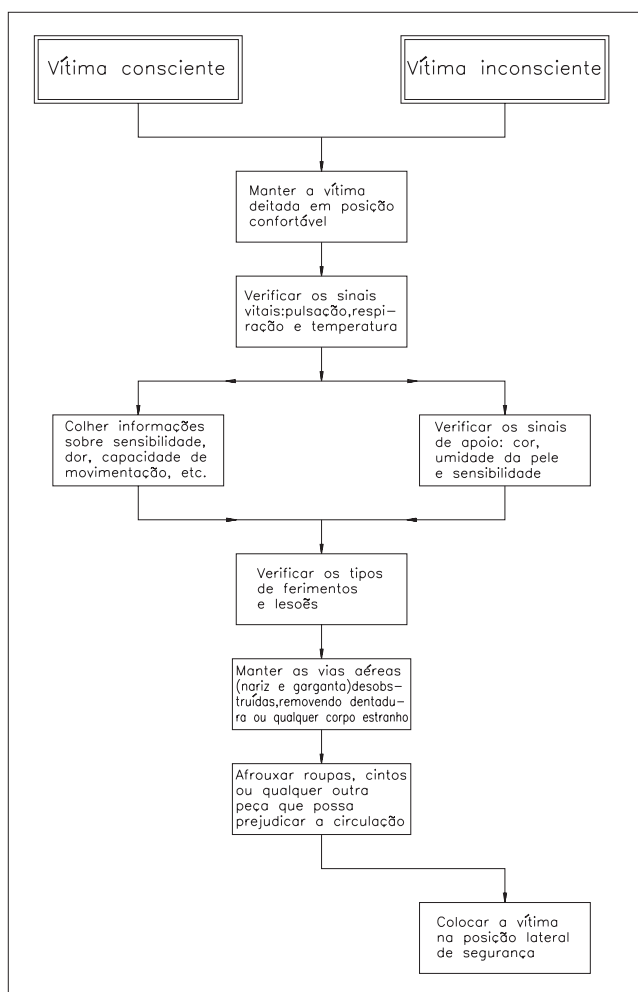 Vítima consciente
Vítima inconsciente
Manter a vítima
deitada em posição
confortável
Verificar os sinais
vitais:pulsação,respi-
ração e temperatura
Colher informações
sobre sensibilidade,
dor, capacidade de
movimentação, etc.
Verificar os sinais
de apoio: cor,
umidade da pele
e sensibilidade
Verificar os tipos
de ferimentos
e lesões
Manter as vias aéreas
(nariz e garganta)desobs-
truídas,removendo dentadu-
ra ou qualquer corpo estranho
Afrouxar roupas, cintos
ou qualquer outra
peça que possa
prejudicar a circulação
Colocar a vítima
na posição lateral
de segurança